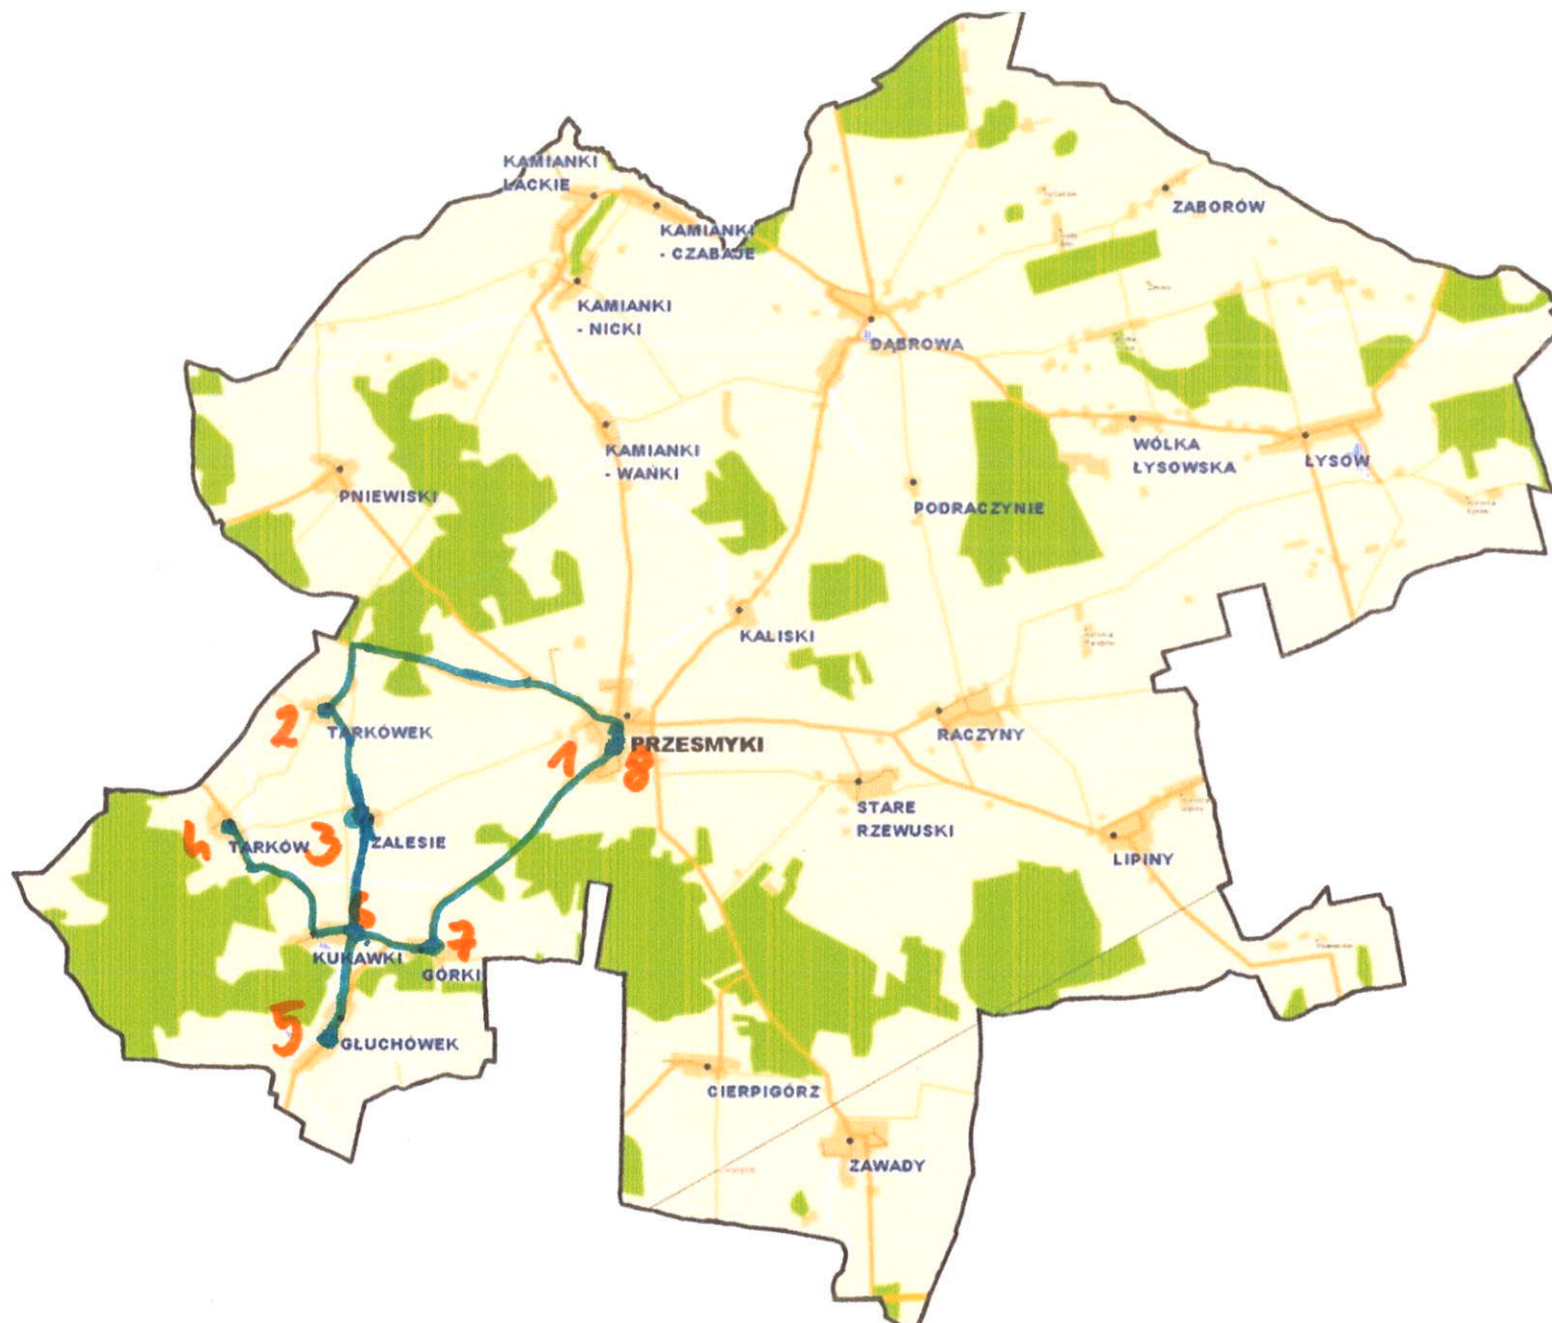 KAMIANKI
LACKIE
KAMIANKI
- CZABAJE
ZABORÓW
KAMIANKI
- NICKI
DĄBROWA
KAMIANKI
- WAŃKI
WÓLKA
ŁYSOWSKA
ŁYSÓW
PNIEWISKI
PODRACZYNIE
KALISKI
2
TARKÓWEK
1
PRZESMYKI
8
RACZYNY
STARE
RZEWUSKI
4
TARKÓW
3
ZALESIE
LIPINY
6
7
KUKAWKI
GÓRKI
5
GŁUCHÓWEK
CIERPIGÓRZ
ZAWADY